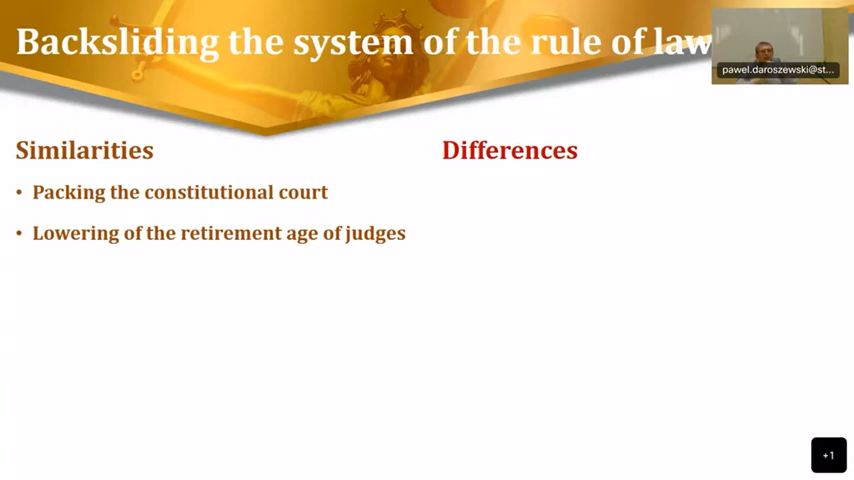 Backsliding the system of the rule of law
pawel.daroszewski@st...
Similarities
Differences
• Packing the constitutional court
• Lowering of the retirement age of judges
+1